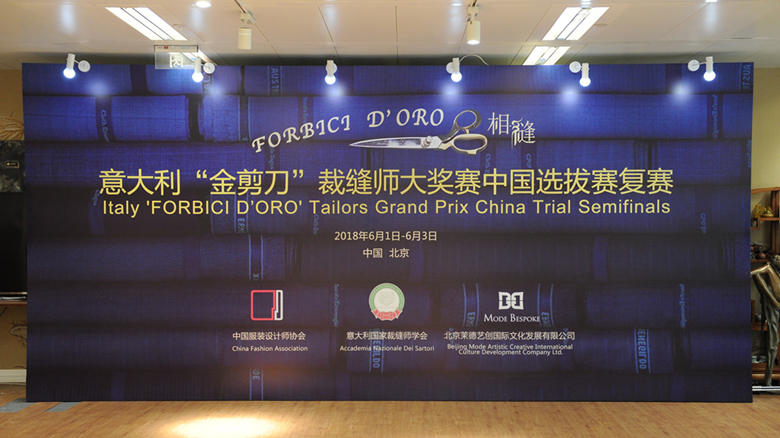 FORBICI D'ORO
相缝
意大利“金剪刀”裁缝师大奖赛中国选拔赛复赛
Italy 'FORBICI D'ORO' Tailors Grand Prix China Trial Semifinals
2018年6月1日-6月3日
中国 北京
中国服装设计师协会
China Fashion Association
意大利国家裁缝师学会
Accademia Nazionale Dei Sartori
MODE BESPOKE
北京茉德艺创国际文化发展有限公司
Beijing Mode Artistic Creative International
Culture Development Company Ltd.